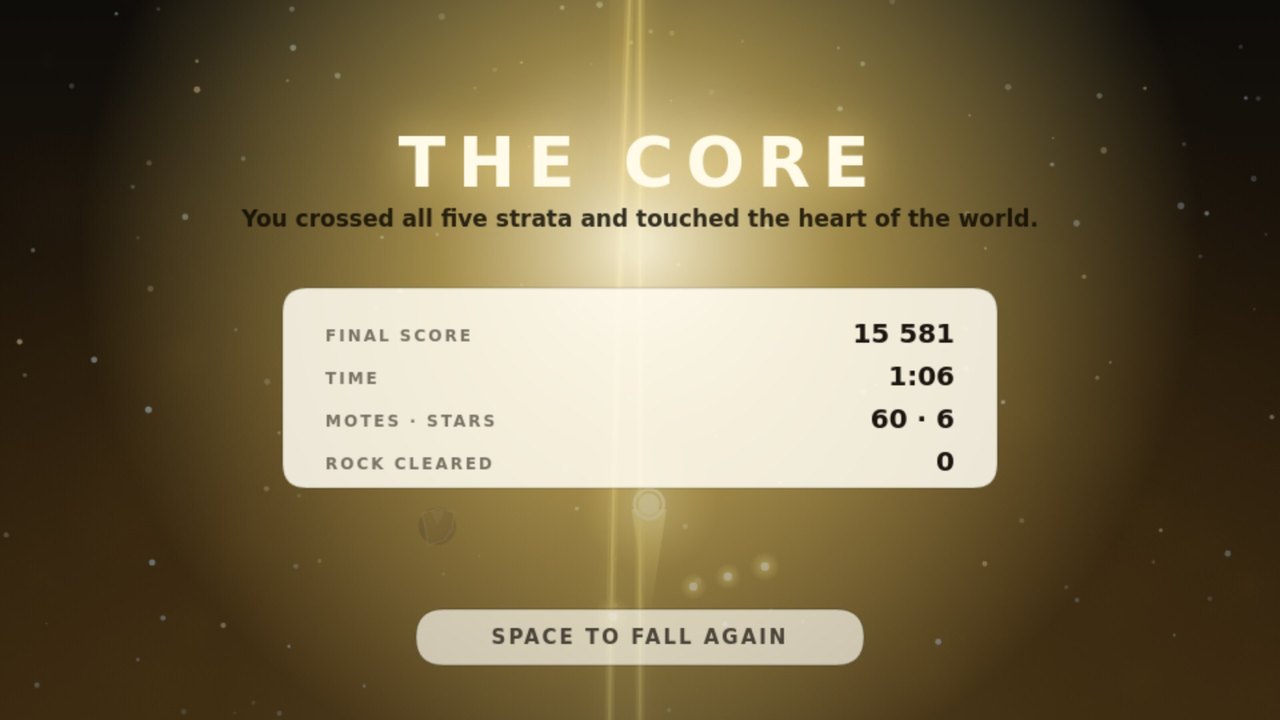 THE CORE
You crossed all five strata and touched the heart of the world.
FINAL SCORE 15 581
TIME 1:06
MOTES · STARS 60 · 6
ROCK CLEARED 0
SPACE TO FALL AGAIN